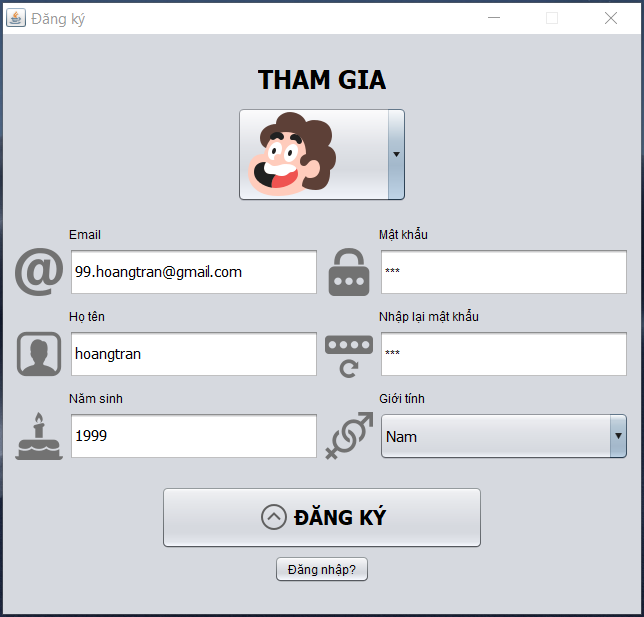 Đăng ký
THAM GIA
Email
Mật khẩu
99.hoangtran@gmail.com
***
Họ tên
Nhập lại mật khẩu
hoangtran
***
Năm sinh
Giới tính
1999
Nam
ĐĂNG KÝ
Đăng nhập?